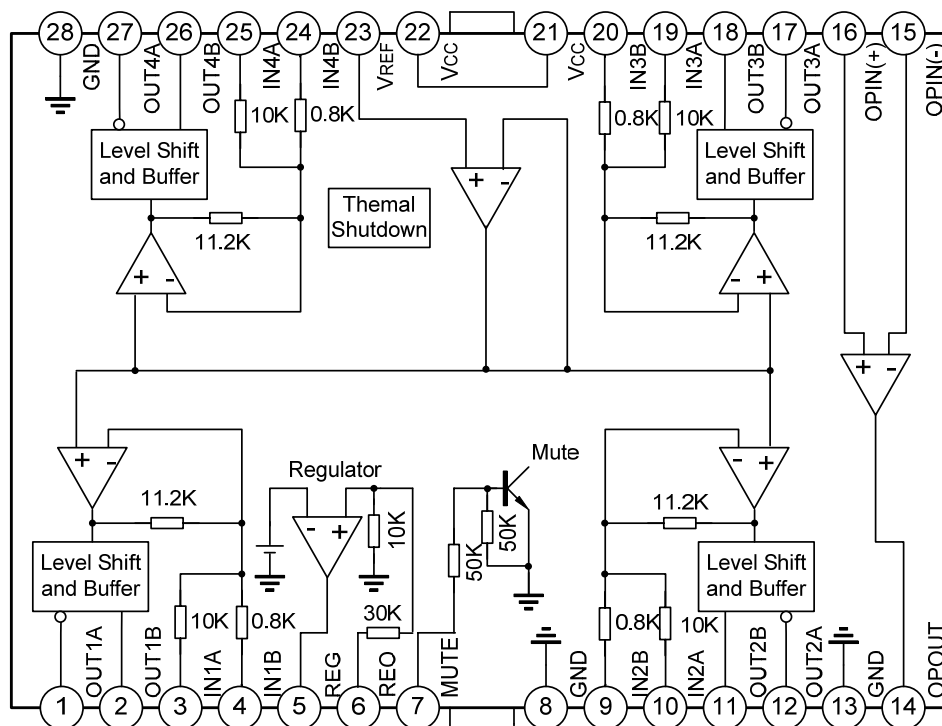 28
27
26
25
24
23
22
21
20
19
18
17
16
15
GND
OUT4A
OUT4B
IN4A
IN4B
VREF
VCC
VCC
IN3B
IN3A
OUT3B
OUT3A
OPIN(+)
OPIN(-)
10K
0.8K
0.8K
10K
Level Shift
and Buffer
+ -
Level Shift
and Buffer
Themal
Shutdown
11.2K
11.2K
+ -
- +
+ -
+ -
- +
Regulator
Mute
11.2K
- +
10K
50K
50K
11.2K
Level Shift
and Buffer
Level Shift
and Buffer
10K
0.8K
30K
0.8K
10K
OUT1A
OUT1B
IN1A
IN1B
REG
REO
MUTE
GND
IN2B
IN2A
OUT2B
OUT2A
GND
OPOUT
1
2
3
4
5
6
7
8
9
10
11
12
13
14